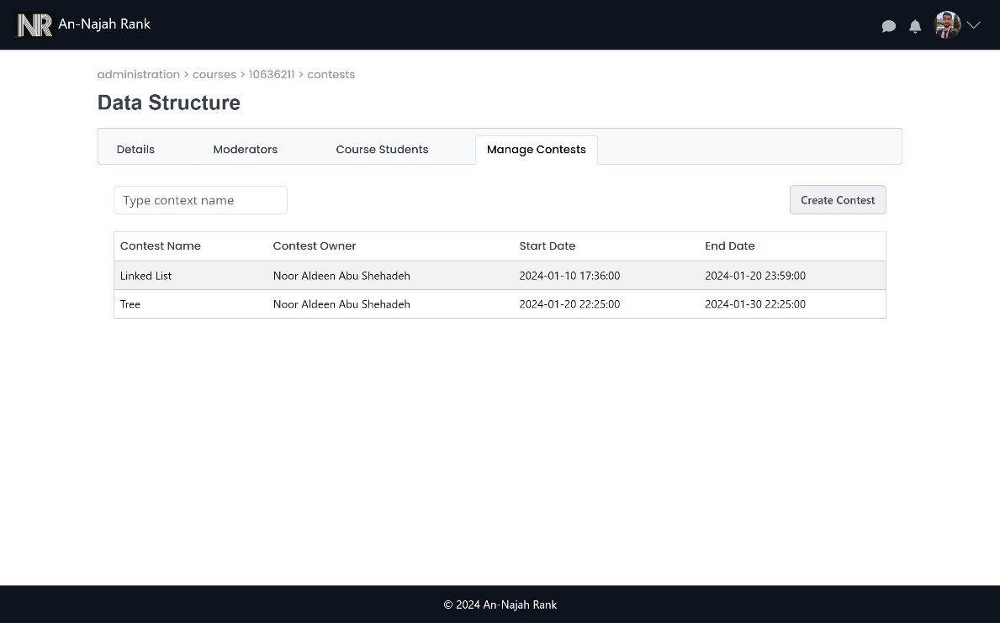 NR An-Najah Rank
administration > courses > 10636211 > contests
Data Structure
Details Moderators Course Students Manage Contests
Type context name Create Contest
Contest Name Contest Owner Start Date End Date
Linked List Noor Aldeen Abu Shehadeh 2024-01-10 17:36:00 2024-01-20 23:59:00
Tree Noor Aldeen Abu Shehadeh 2024-01-20 22:25:00 2024-01-30 22:25:00
© 2024 An-Najah Rank